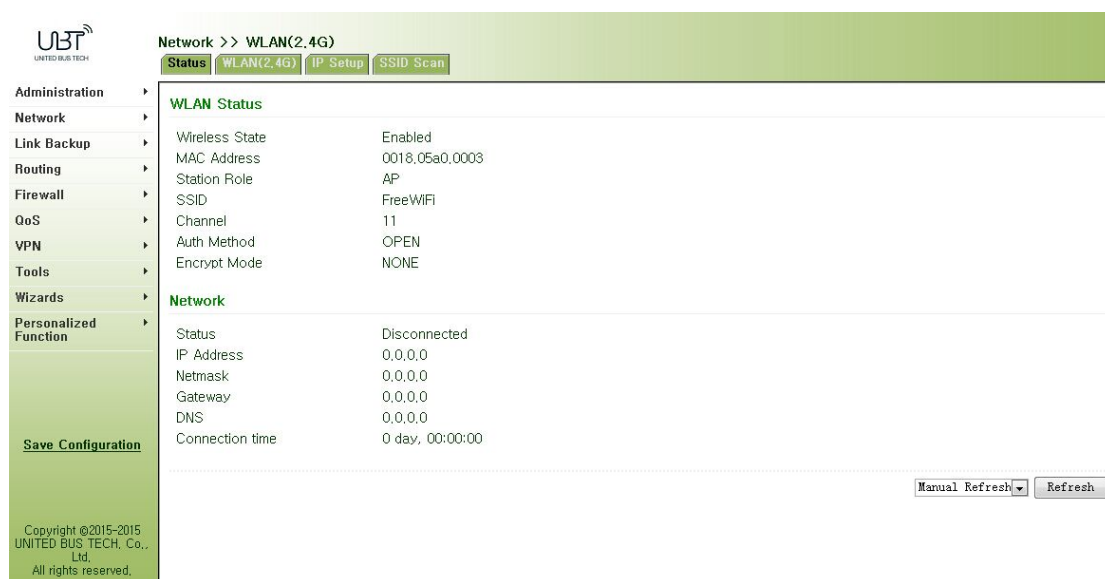 UBT
UNITED BUS TECH
Network >> WLAN(2,4G)
Status WLAN(2,4G) IP Setup SSID Scan
Administration
Network
Link Backup
Routing
Firewall
QoS
VPN
Tools
Wizards
Personalized
Function
Save Configuration
Copyright ©2015-2015
UNITED BUS TECH, Co.,
Ltd,
All rights reserved,
WLAN Status
Wireless State Enabled
MAC Address 0018,05a0,0003
Station Role AP
SSID FreeWiFi
Channel 11
Auth Method OPEN
Encrypt Mode NONE
Network
Status Disconnected
IP Address 0,0,0,0
Netmask 0,0,0,0
Gateway 0,0,0,0
DNS 0,0,0,0
Connection time 0 day, 00:00:00
Manual Refresh Refresh